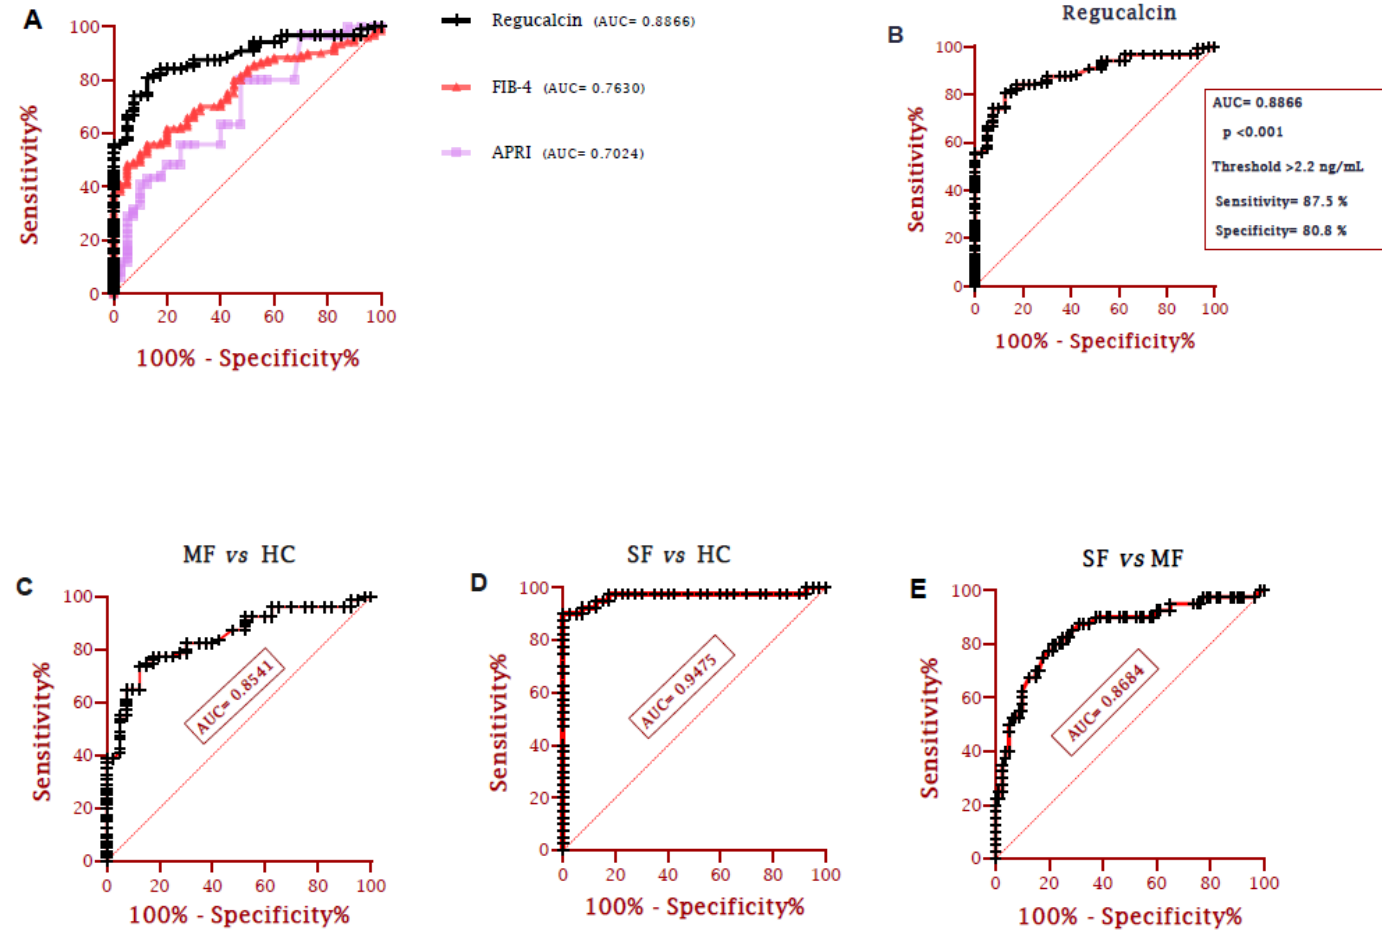 A
100
80
60
40
20
0
0 20 40 60 80 100
Sensitivity%
100% - Specificity%
Regucalcin (AUC= 0.8866)
FIB-4 (AUC= 0.7630)
APRI (AUC= 0.7024)
B
Regucalcin
100
80
60
40
20
0
0 20 40 60 80 100
Sensitivity%
100% - Specificity%
AUC= 0.8866
p <0.001
Threshold >2.2 ng/mL
Sensitivity= 87.5 %
Specificity= 80.8 %
C
MF vs HC
100
80
60
40
20
0
0 20 40 60 80 100
Sensitivity%
100% - Specificity%
AUC= 0.8541
D
SF vs HC
100
80
60
40
20
0
0 20 40 60 80 100
Sensitivity%
100% - Specificity%
AUC= 0.9475
E
SF vs MF
100
80
60
40
20
0
0 20 40 60 80 100
Sensitivity%
100% - Specificity%
AUC= 0.8684